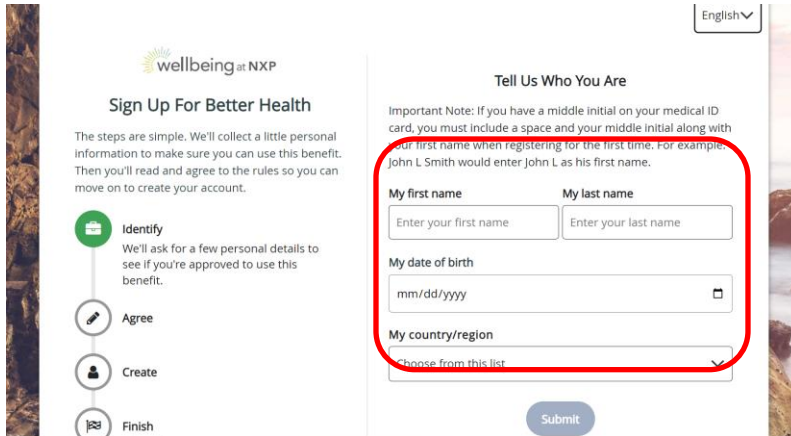 English
wellbeing at NXP
Sign Up For Better Health
The steps are simple. We'll collect a little personal
information to make sure you can use this benefit.
Then you'll read and agree to the rules so you can
move on to create your account.
Identify
We'll ask for a few personal details to
see if you're approved to use this
benefit.
Agree
Create
Finish
Tell Us Who You Are
Important Note: If you have a middle initial on your medical ID
card, you must include a space and your middle initial along with
your first name when registering for the first time. For example:
John L Smith would enter John L as his first name.
My first name My last name
Enter your first name Enter your last name
My date of birth
mm/dd/yyyy
My country/region
Choose from this list
Submit